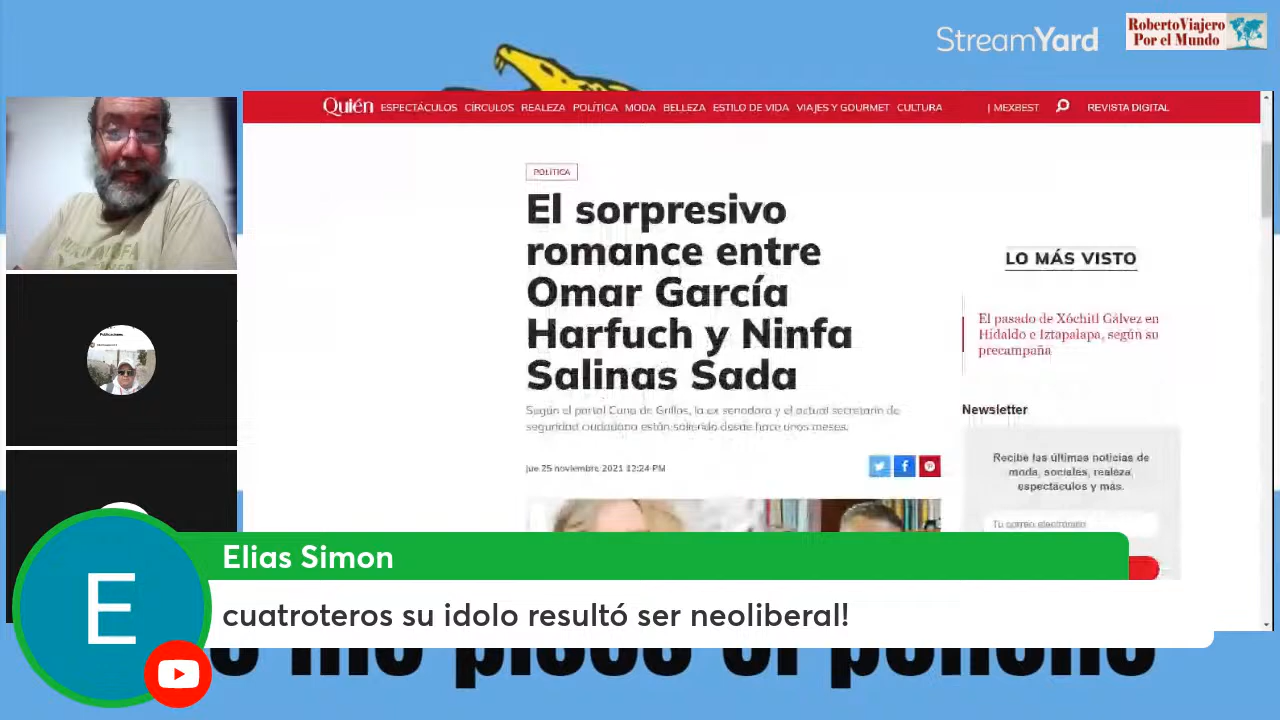 StreamYard
RobertoViajero
Por el Mundo
Quién ESPECTÁCULOS CÍRCULOS REALEZA POLÍTICA MODA BELLEZA ESTILO DE VIDA VIAJES Y GOURMET CULTURA | MEXBEST REVISTA DIGITAL
POLÍTICA
El sorpresivo
romance entre
Omar García
Harfuch y Ninfa
Salinas Sada
Según el portal Cuna de Grillos, la ex senadora y el actual secretario de
seguridad ciudadana están saliendo desde hace unos meses.
jue 25 noviembre 2021 12:24 PM
LO MÁS VISTO
El pasado de Xóchitl Gálvez en
Hidalgo e Iztapalapa, según su
precampaña
Newsletter
Recibe las últimas noticias de
moda, sociales, realeza,
espectáculos y más.
Tu correo electrónico
E
Elias Simon
cuatroteros su idolo resultó ser neoliberal!